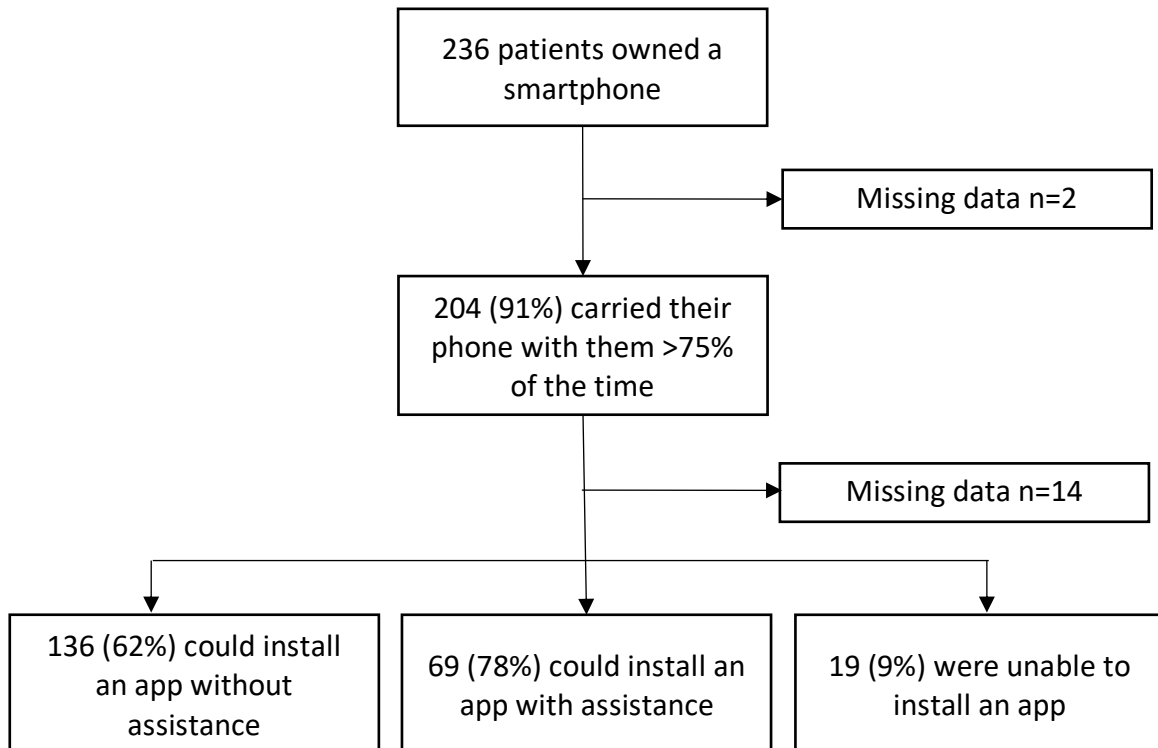 236 patients owned a
smartphone
Missing data n=2
204 (91%) carried their
phone with them >75%
of the time
Missing data n=14
136 (62%) could install
an app without
assistance
69 (78%) could install an
app with assistance
19 (9%) were unable to
install an app